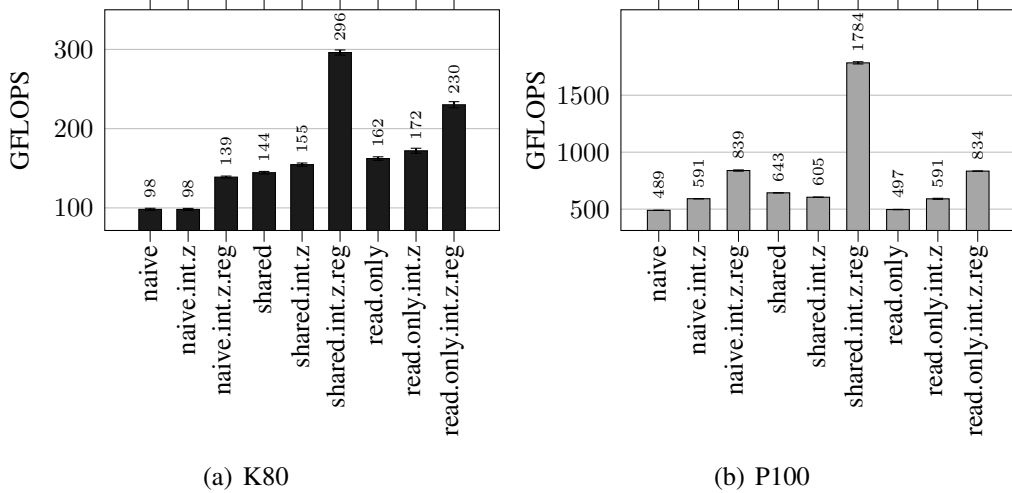 GFLOPS
300
200
100
98
98
139
144
155
296
162
172
230
naive
naive.int.z
naive.int.z.reg
shared
shared.int.z
shared.int.z.reg
read.only
read.only.int.z
read.only.int.z.reg
(a) K80
GFLOPS
1500
1000
500
489
591
839
643
605
1784
497
591
834
naive
naive.int.z
naive.int.z.reg
shared
shared.int.z
shared.int.z.reg
read.only
read.only.int.z
read.only.int.z.reg
(b) P100